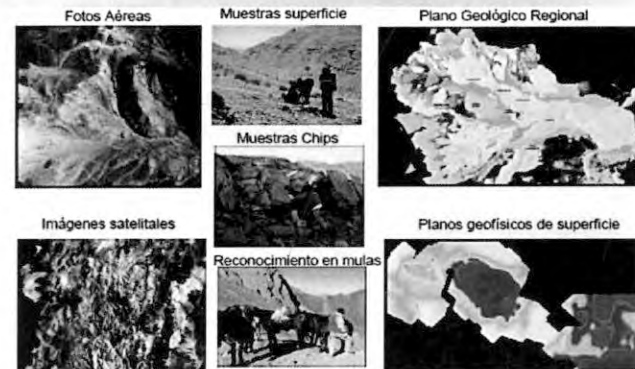 Fotos Aéreas
Muestras superficie
Plano Geológico Regional
Muestras Chips
Imágenes satelitales
Reconocimiento en mulas
Planos geofísicos de superficie